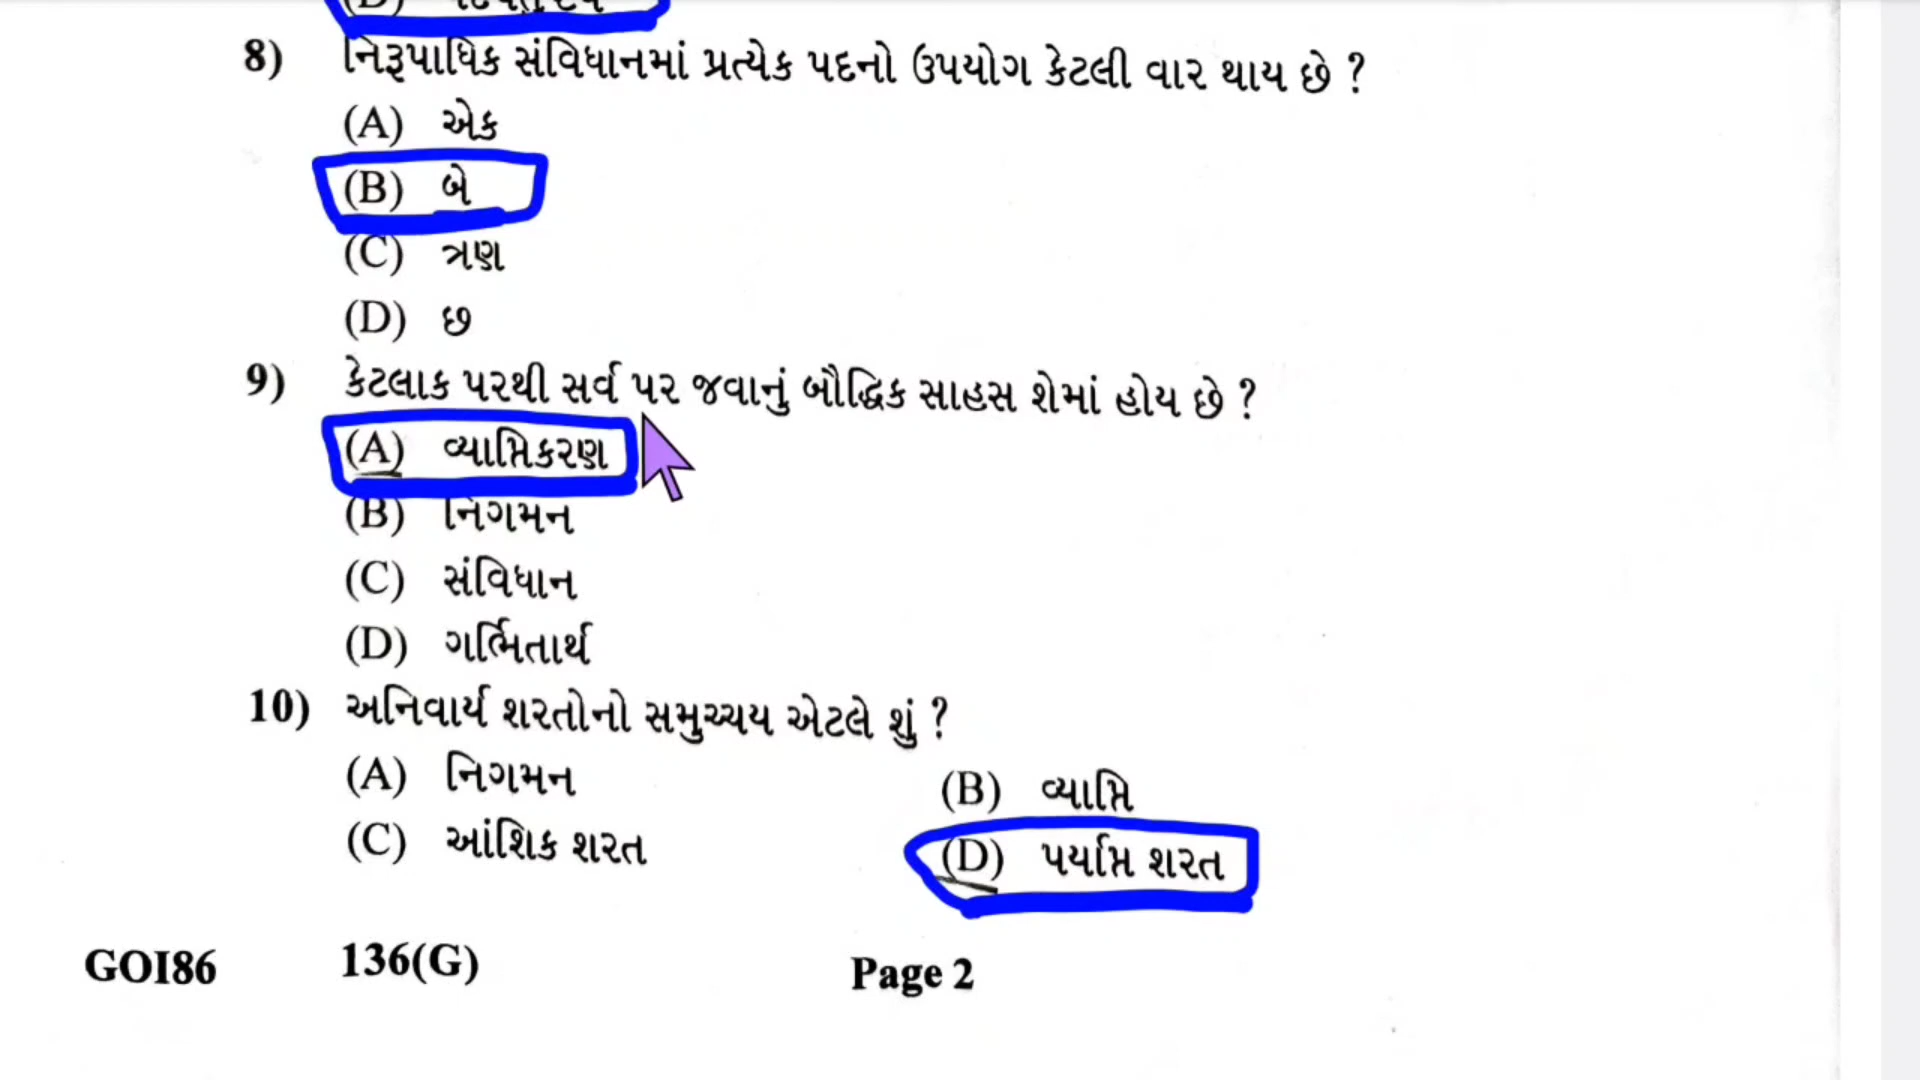 8) નિરૂપાધિક સંવિધાનમાં પ્રત્યેક પદનો ઉપયોગ કેટલી વાર થાય છે ?
(A) એક
(B) બે
(C) ત્રણ
(D) છ
9) કેટલાક પરથી સર્વ પર જવાનું બૌદ્ધિક સાહસ શેમાં હોય છે ?
(A) વ્યાપ્તિકરણ
(B) નિગમન
(C) સંવિધાન
(D) ગર્ભિતાર્થ
10) અનિવાર્ય શરતોનો સમુચ્ચય એટલે શું ?
(A) નિગમન (B) વ્યાપ્તિ
(C) આંશિક શરત (D) પર્યાપ્ત શરત
GOI86 136(G) Page 2